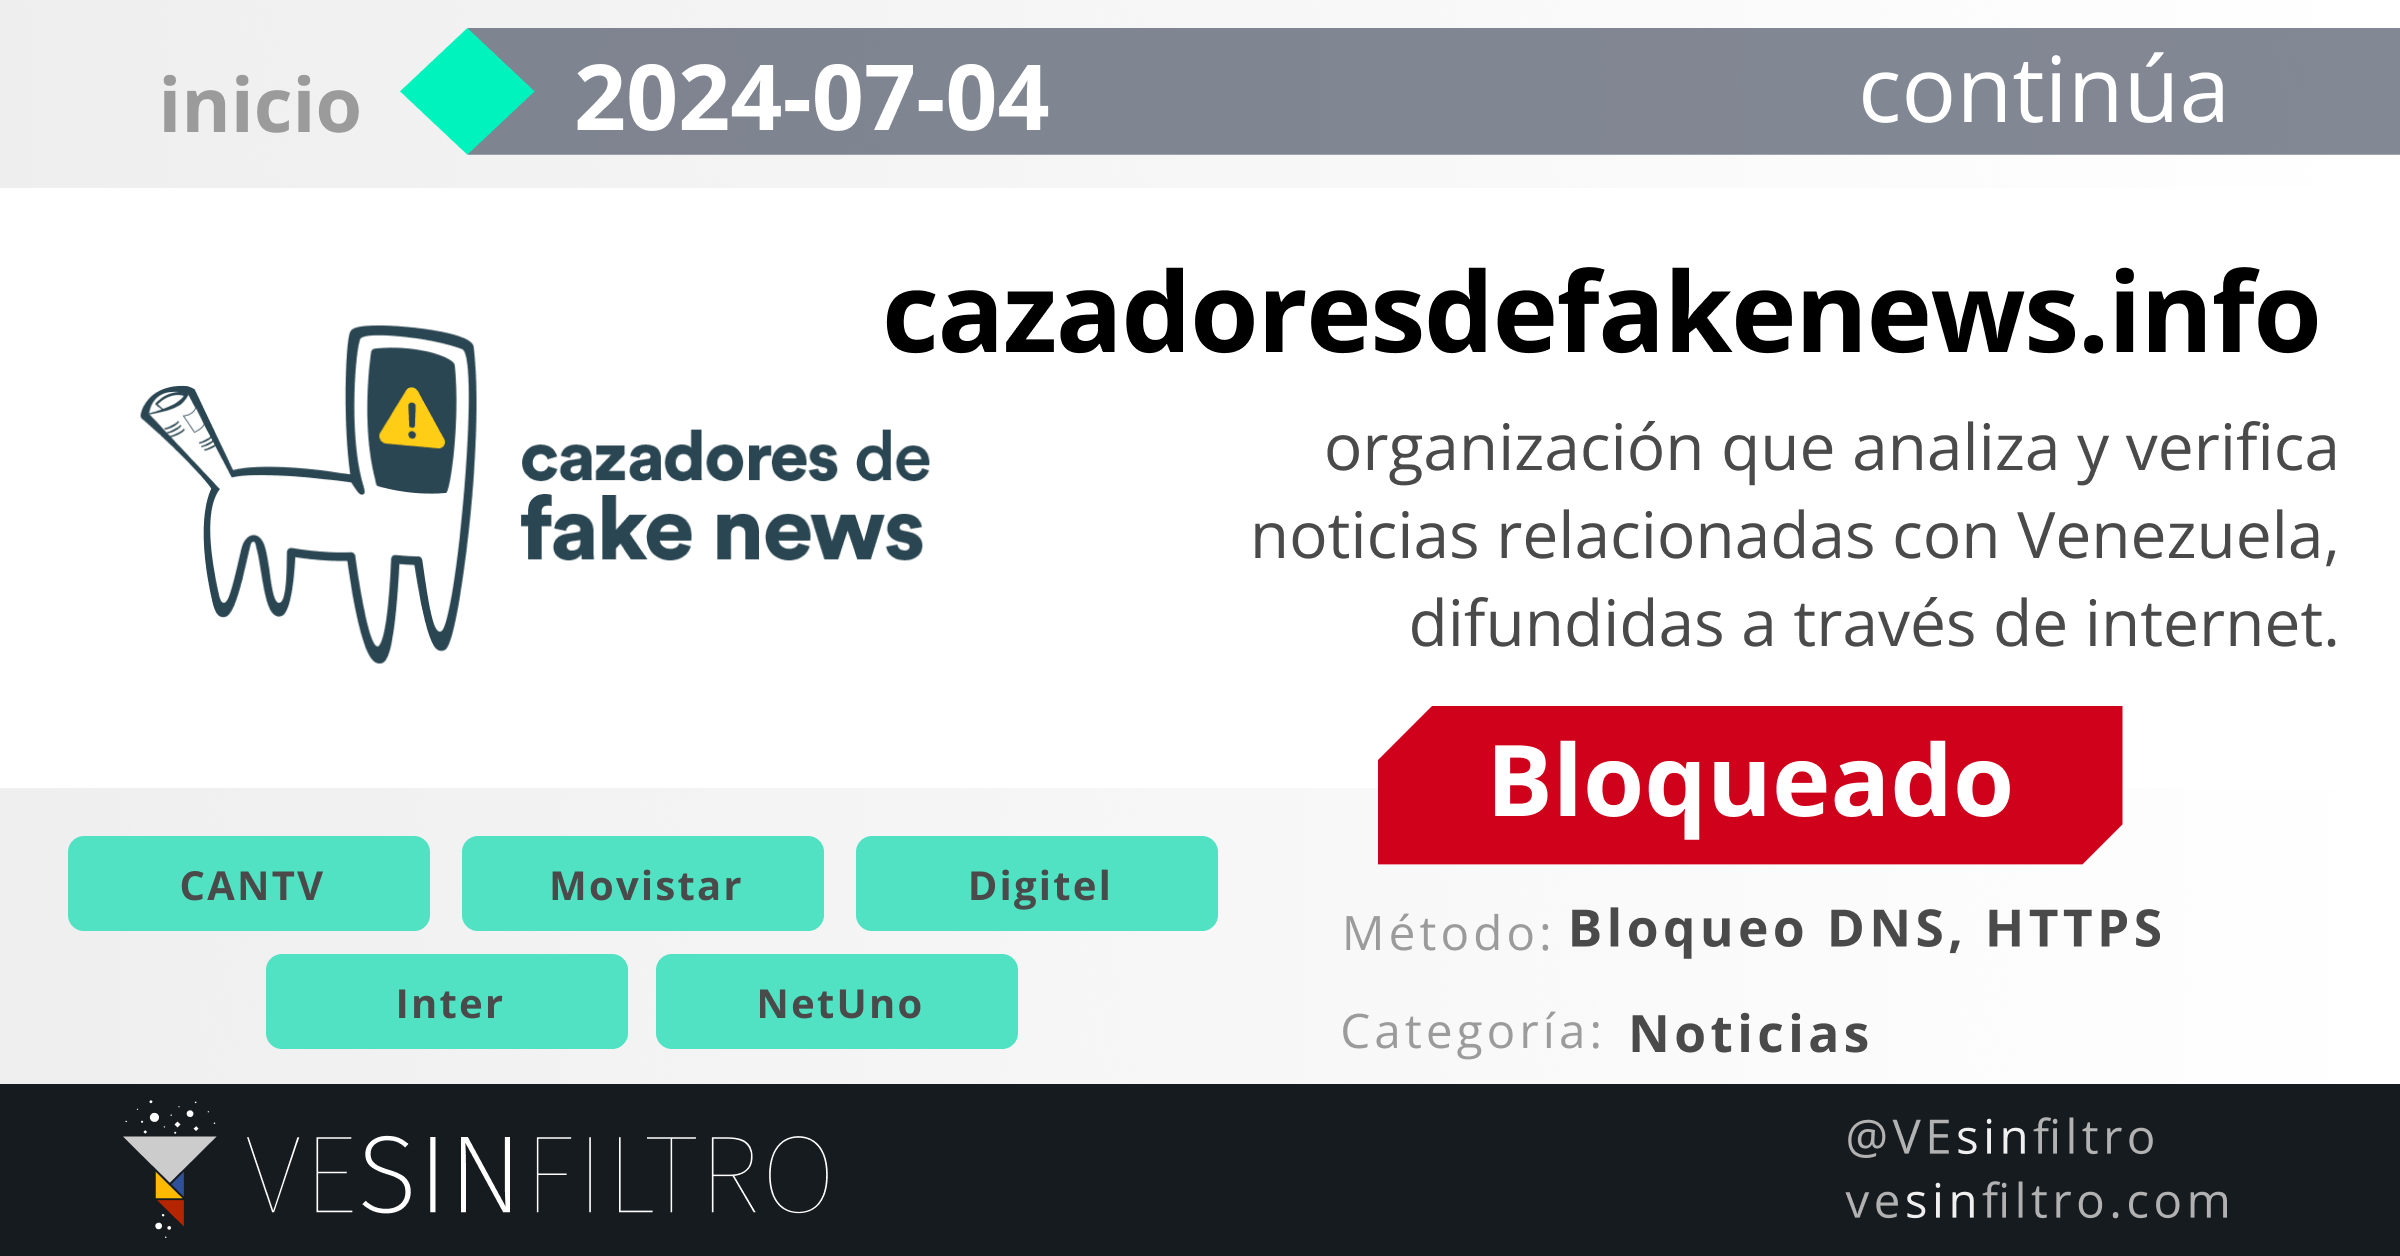 inicio
2024-07-04
continúa
cazadoresdefakenews.info
cazadores de
fake news
organización que analiza y verifica
noticias relacionadas con Venezuela,
difundidas a través de internet.
Bloqueado
CANTV
Movistar
Digitel
Inter
NetUno
Método: Bloqueo DNS, HTTPS
Categoría: Noticias
VESINFILTRO
@VEsinfiltro
vesinfiltro.com